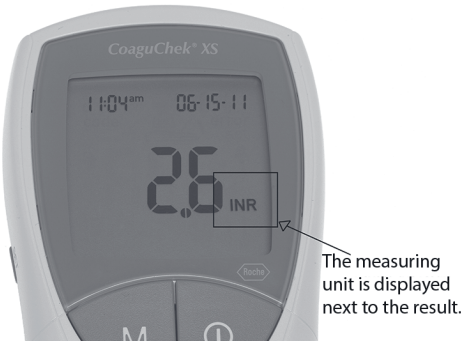 CoaguChek® XS
11:04am 06-15-11
2.6 INR
Roche
M
The measuring
unit is displayed
next to the result.